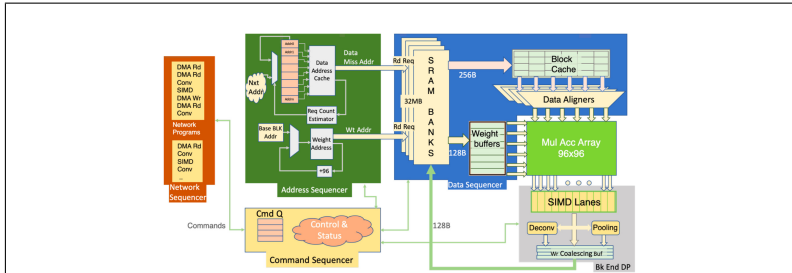 DMA Rd
DMA Rd
Conv
SIMD
DMA Wr
DMA Rd
Conv
Network
Programs
DMA Rd
Conv
SIMD
Conv
...
Network
Sequencer
Commands
Nxt
Addr
Data
Address
Cache
Req Count
Estimator
Data
Miss Addr
Base BLK
Addr
Weight
Address
+96
Wt Addr
Address Sequencer
Cmd Q
Control &
Status
Command Sequencer
Rd Req
32MB
Rd Req
SRAM BANKS
256B
128B
Block
Cache
Data Aligners
Weight
buffers
Data Sequencer
Mul Acc Array
96x96
SIMD Lanes
Deconv
Pooling
Wr Coalescing Buf
Bk End DP
128B